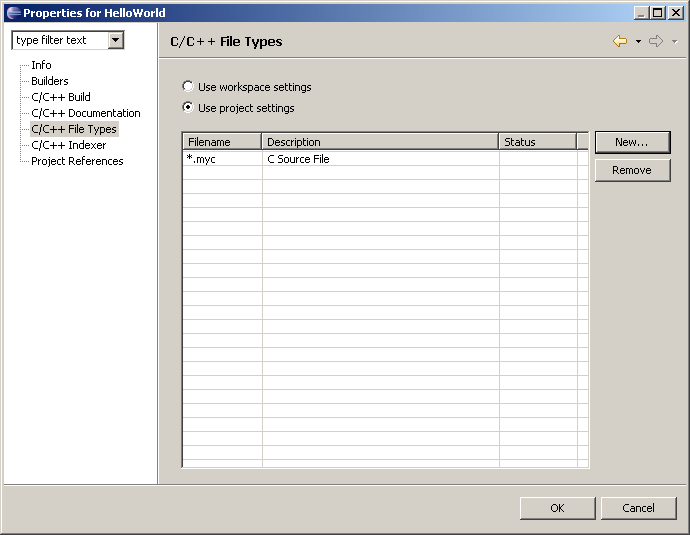 Properties for HelloWorld
type filter text
Info
Builders
C/C++ Build
C/C++ Documentation
C/C++ File Types
C/C++ Indexer
Project References
C/C++ File Types
Use workspace settings
Use project settings
Filename Description Status
*.myc C Source File
New...
Remove
OK Cancel